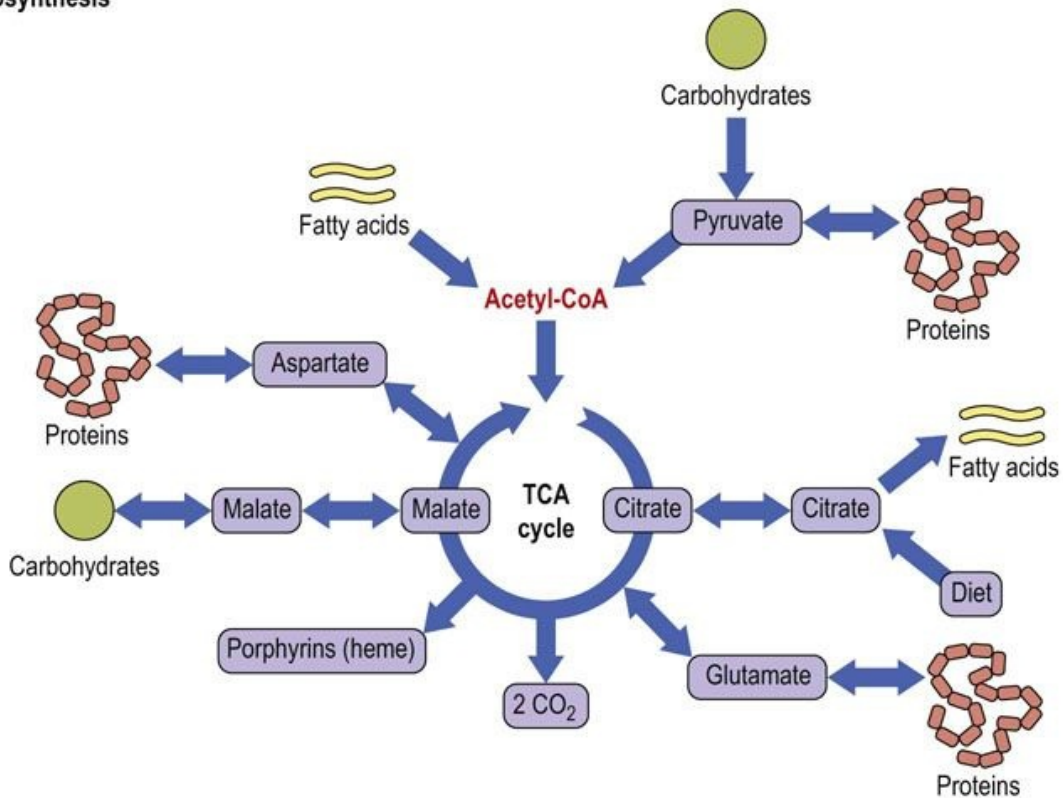 Carbohydrates
Fatty acids
Pyruvate
Acetyl-CoA
Proteins
Aspartate
Proteins
Fatty acids
Carbohydrates
Malate
Malate
TCA
cycle
Citrate
Citrate
Diet
Porphyrins (heme)
2 CO₂
Glutamate
Proteins